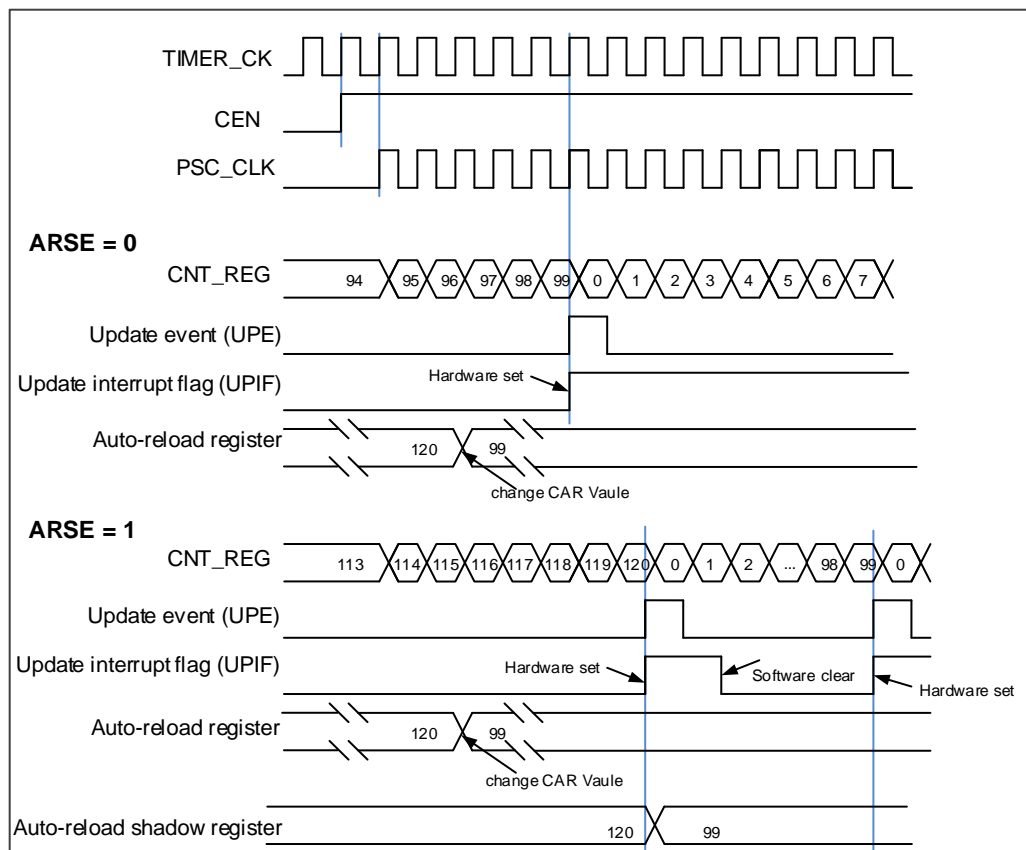 TIMER_CK
CEN
PSC_CLK
ARSE = 0
CNT_REG 94 95 96 97 98 99 0 1 2 3 4 5 6 7
Update event (UPE)
Update interrupt flag (UPIF) Hardware set
Auto-reload register 120 99
change CAR Vaule
ARSE = 1
CNT_REG 113 114 115 116 117 118 119 120 0 1 2 ... 98 99 0
Update event (UPE)
Update interrupt flag (UPIF) Hardware set Software clear Hardware set
Auto-reload register 120 99
change CAR Vaule
Auto-reload shadow register 120 99